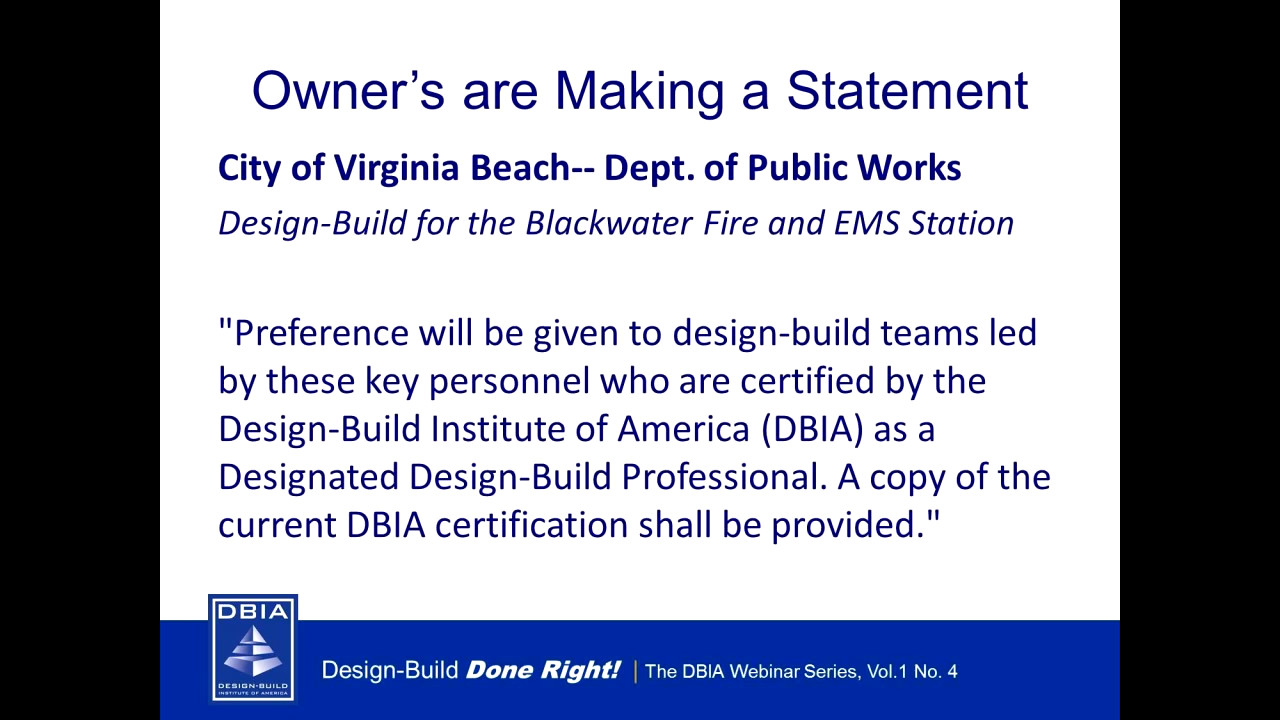 Owner’s are Making a Statement
City of Virginia Beach-- Dept. of Public Works
Design-Build for the Blackwater Fire and EMS Station
"Preference will be given to design-build teams led
by these key personnel who are certified by the
Design-Build Institute of America (DBIA) as a
Designated Design-Build Professional. A copy of the
current DBIA certification shall be provided."
DBIA
DESIGN-BUILD
INSTITUTE OF AMERICA
Design-Build Done Right! | The DBIA Webinar Series, Vol.1 No. 4